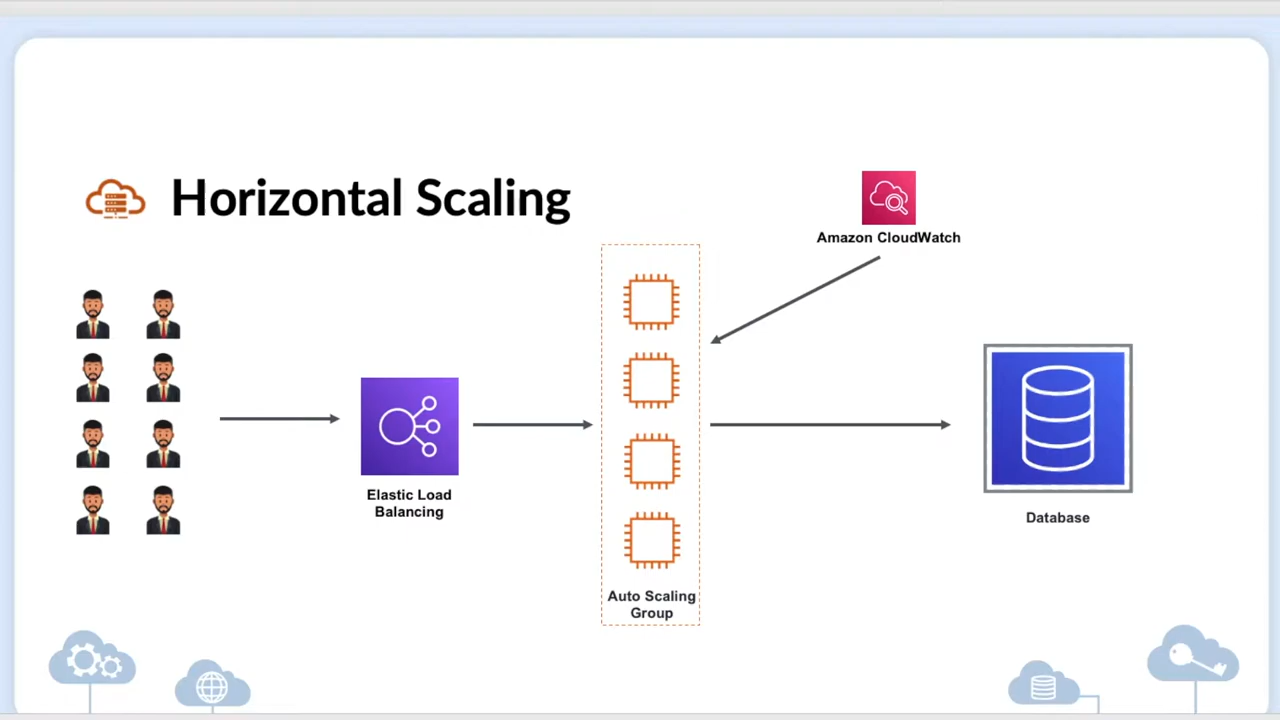 Horizontal Scaling
Amazon CloudWatch
Elastic Load
Balancing
Auto Scaling
Group
Database